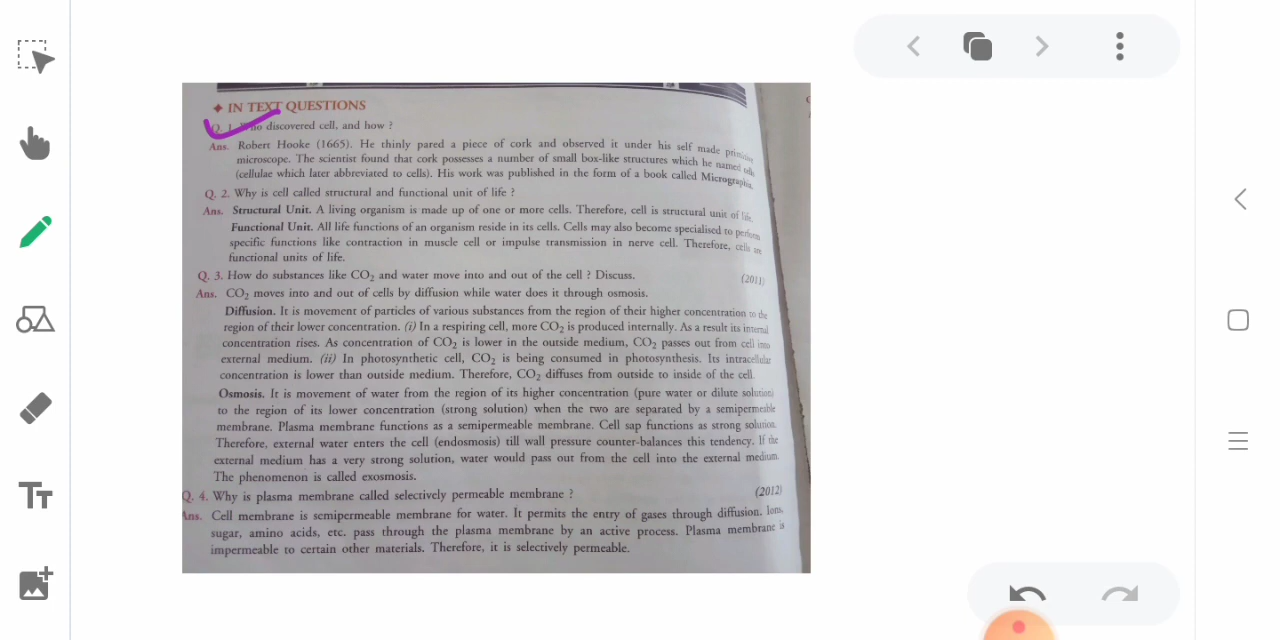 ✦ IN TEXT QUESTIONS
Q. 1. Who discovered cell, and how ?
Ans. Robert Hooke (1665). He thinly pared a piece of cork and observed it under his self made primitive
microscope. The scientist found that cork possesses a number of small box-like structures which he named cells
(cellulae which later abbreviated to cells). His work was published in the form of a book called Micrographia.
Q. 2. Why is cell called structural and functional unit of life ?
Ans. Structural Unit. A living organism is made up of one or more cells. Therefore, cell is structural unit of life.
Functional Unit. All life functions of an organism reside in its cells. Cells may also become specialised to perform
specific functions like contraction in muscle cell or impulse transmission in nerve cell. Therefore, cells are
functional units of life.
Q. 3. How do substances like CO₂ and water move into and out of the cell ? Discuss. (2011)
Ans. CO₂ moves into and out of cells by diffusion while water does it through osmosis.
Diffusion. It is movement of particles of various substances from the region of their higher concentration to the
region of their lower concentration. (i) In a respiring cell, more CO₂ is produced internally. As a result its internal
concentration rises. As concentration of CO₂ is lower in the outside medium, CO₂ passes out from cell into
external medium. (ii) In photosynthetic cell, CO₂ is being consumed in photosynthesis. Its intracellular
concentration is lower than outside medium. Therefore, CO₂ diffuses from outside to inside of the cell.
Osmosis. It is movement of water from the region of its higher concentration (pure water or dilute solution)
to the region of its lower concentration (strong solution) when the two are separated by a semipermeable
membrane. Plasma membrane functions as a semipermeable membrane. Cell sap functions as strong solution.
Therefore, external water enters the cell (endosmosis) till wall pressure counter-balances this tendency. If the
external medium has a very strong solution, water would pass out from the cell into the external medium.
The phenomenon is called exosmosis.
Q. 4. Why is plasma membrane called selectively permeable membrane ? (2012)
Ans. Cell membrane is semipermeable membrane for water. It permits the entry of gases through diffusion. Ions,
sugar, amino acids, etc. pass through the plasma membrane by an active process. Plasma membrane is
impermeable to certain other materials. Therefore, it is selectively permeable.